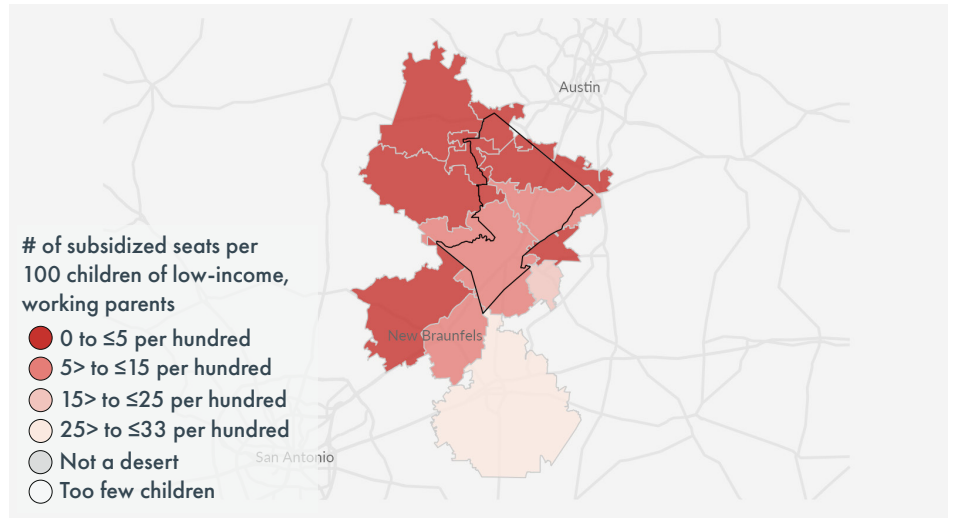 Austin
# of subsidized seats per
100 children of low-income,
working parents
0 to ≤5 per hundred
New Braunfels
5> to ≤15 per hundred
15> to ≤25 per hundred
25> to ≤33 per hundred
San Antonio
Not a desert
Too few children